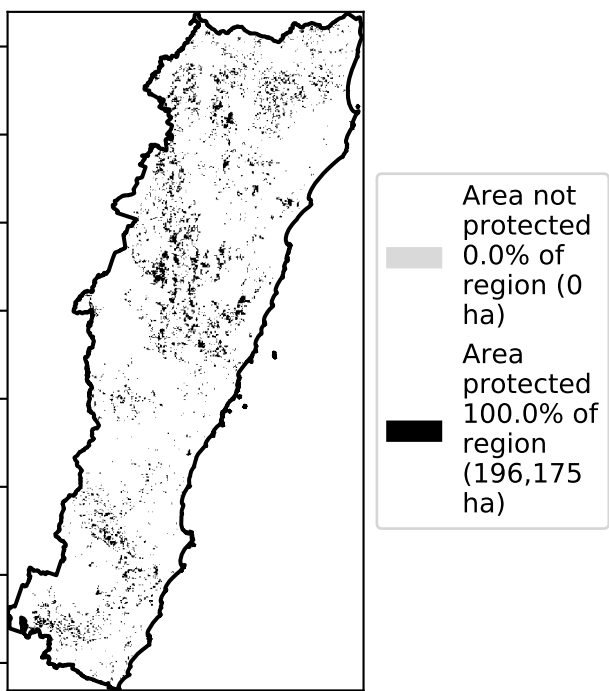 Area not
protected
0.0% of
region (0
ha)
Area
protected
100.0% of
region
(196,175
ha)